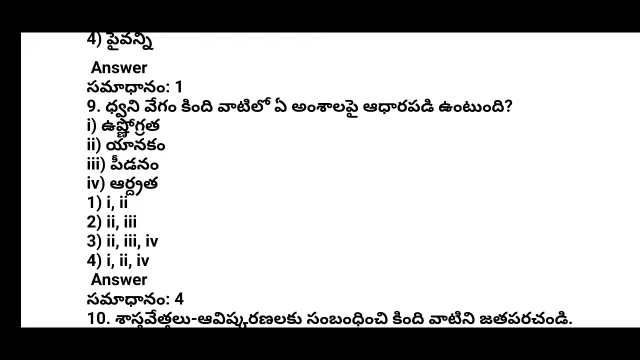 4) పైవన్ని
Answer
సమాధానం: 1
9. ధ్వని వేగం కింది వాటిలో ఏ అంశాలపై ఆధారపడి ఉంటుంది?
i) ఉష్ణోగ్రత
ii) యానకం
iii) పీడనం
iv) ఆర్ద్రత
1) i, ii
2) ii, iii
3) ii, iii, iv
4) i, ii, iv
Answer
సమాధానం: 4
10. శాస్త్రవేత్తలు-ఆవిష్కరణలకు సంబంధించి కింది వాటిని జతపరచండి.